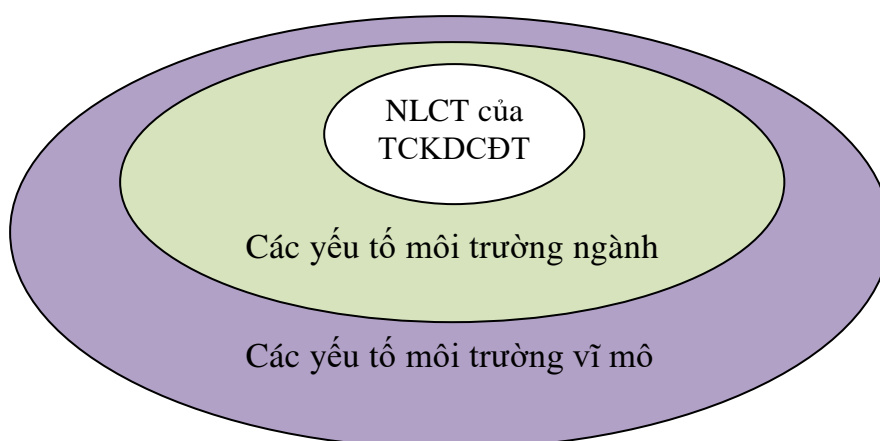 NLCT của
TCKDCĐT
Các yếu tố môi trường ngành
Các yếu tố môi trường vĩ mô